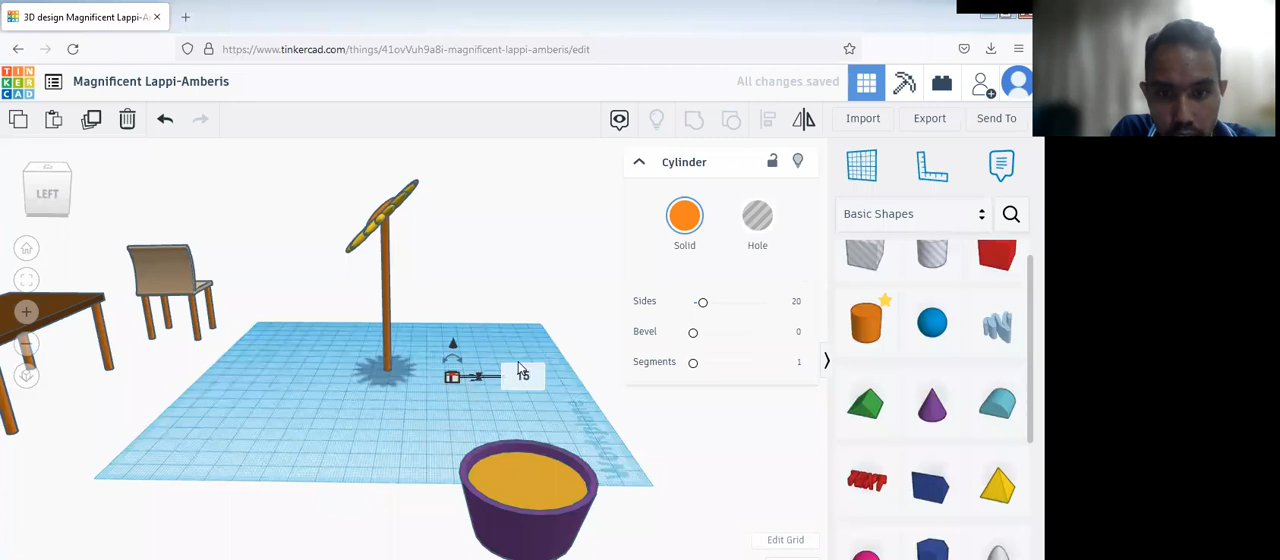 3D design Magnificent Lappi-A
https://www.tinkercad.com/things/41ovVuh9a8i-magnificent-lappi-amberis/edit
TIN
KER
CAD
Magnificent Lappi-Amberis
All changes saved
Import
Export
Send To
LEFT
Cylinder
Solid
Hole
Sides
20
Bevel
0
Segments
1
15
Workplane
Basic Shapes
TEXT
Edit Grid